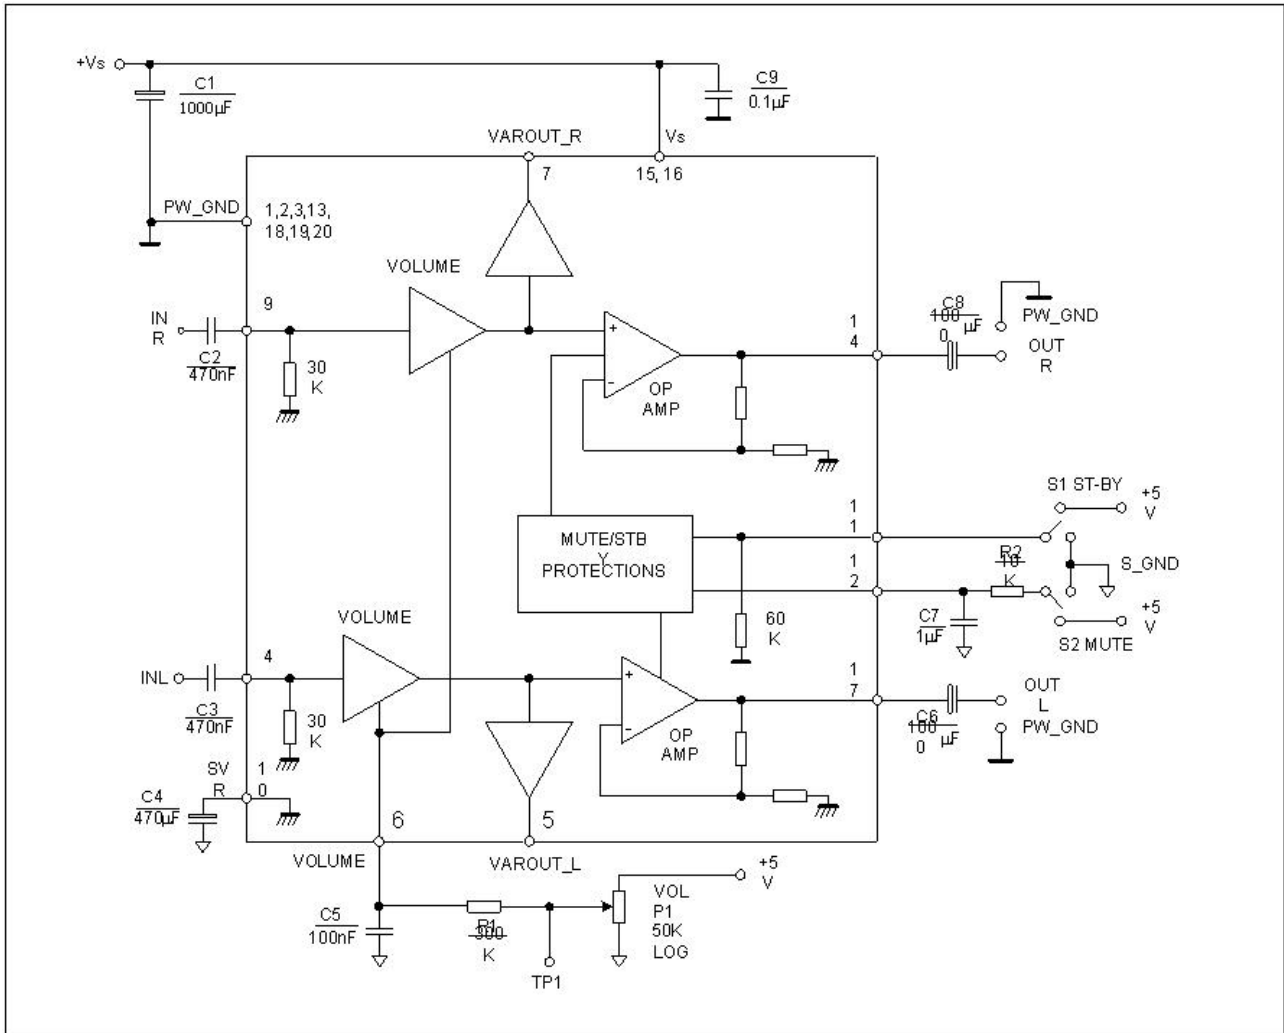 +Vs
C1
1000µF
C9
0.1µF
VAROUT_R
Vs
7
15, 16
PW_GND
1,2,3,13,
18,19,20
VOLUME
9
IN
R
C2
470nF
30
K
+
-
OP
AMP
1
4
C8
100
0
µF
PW_GND
OUT
R
S1 ST-BY
+5
V
1
1
MUTE/STB
Y
PROTECTIONS
1
2
R2
10
K
S_GND
C7
1µF
+5
V
S2 MUTE
60
K
VOLUME
4
INL
C3
470nF
30
K
+
-
OP
AMP
1
7
C6
100
0
µF
OUT
L
PW_GND
SV
R
1
0
C4
470µF
6
5
VOLUME
VAROUT_L
+5
V
C5
100nF
R1
300
K
VOL
P1
50K
LOG
TP1